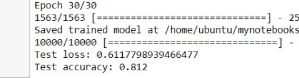 Epoch 30/30
1563/1563 [==============================] - 25
Saved trained model at /home/ubuntu/mynotebooks
10000/10000 [==============================] -
Test loss: 0.6117798939466477
Test accuracy: 0.812